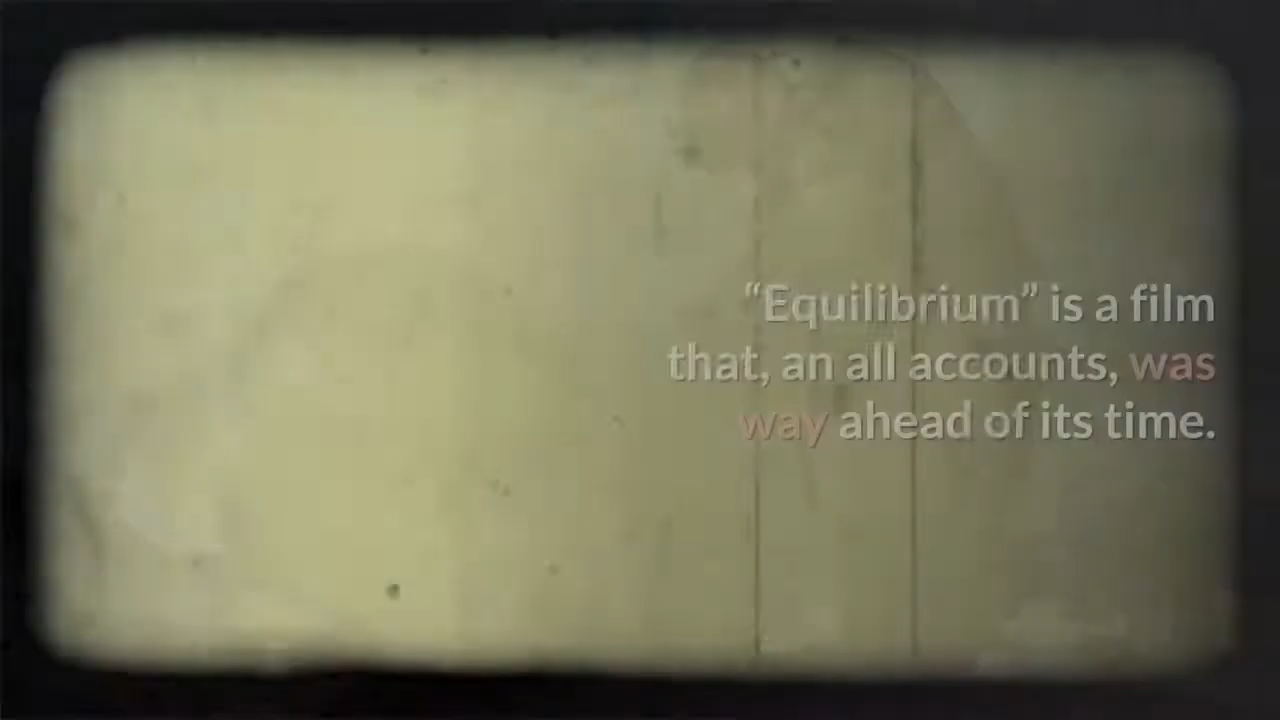 “Equilibrium” is a film
that, an all accounts, was
way ahead of its time.